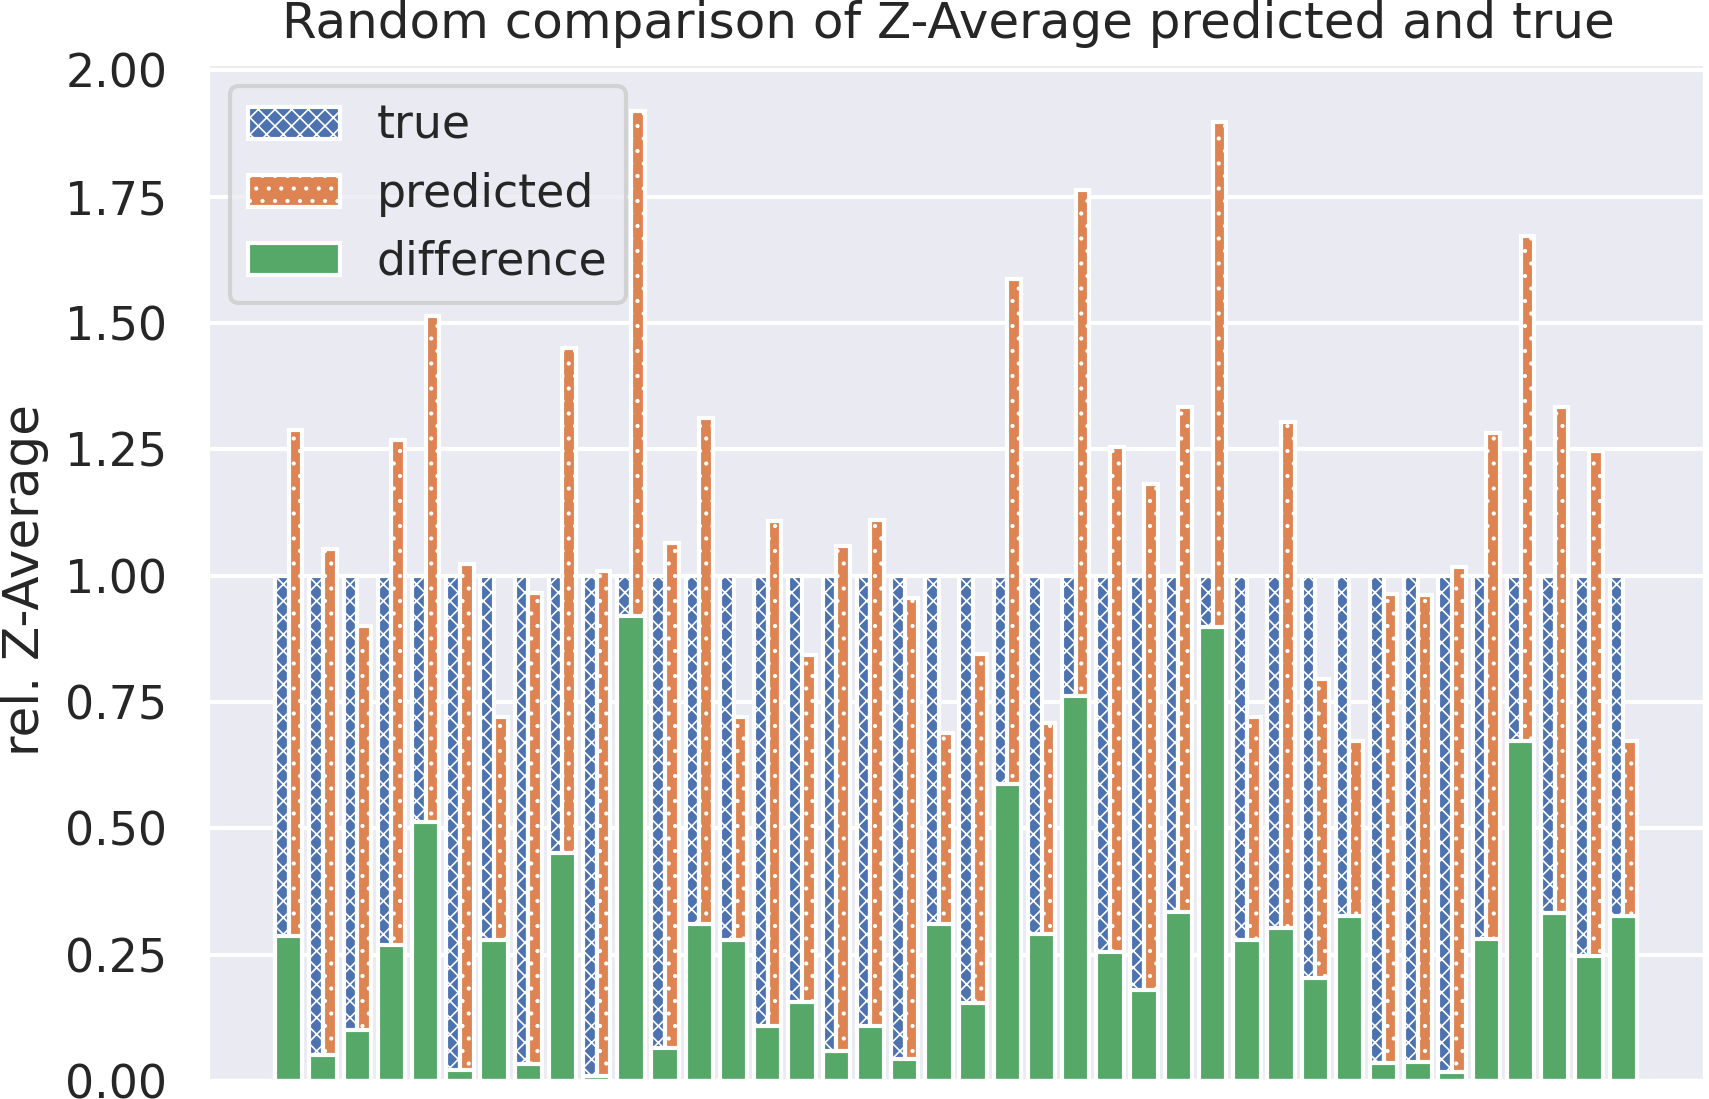 Random comparison of Z-Average predicted and true
rel. Z-Average
2.00
1.75
1.50
1.25
1.00
0.75
0.50
0.25
0.00
true
predicted
difference